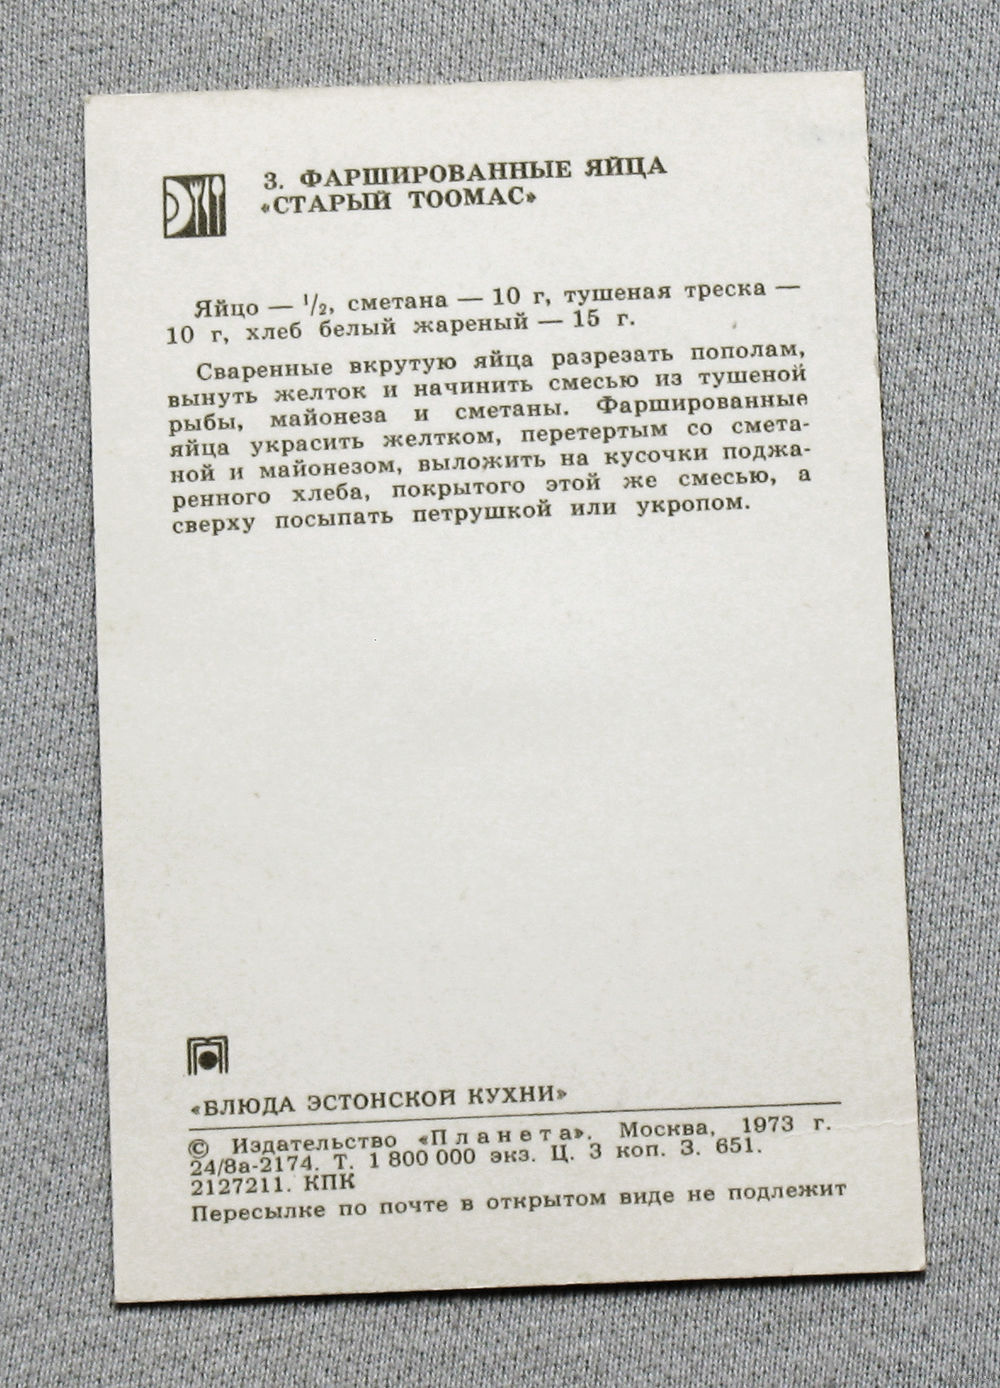 3. ФАРШИРОВАННЫЕ ЯЙЦА
«СТАРЫЙ ТООМАС»
Яйцо — 1/2, сметана — 10 г, тушеная треска —
10 г, хлеб белый жареный — 15 г.
Сваренные вкрутую яйца разрезать пополам,
вынуть желток и начинить смесью из тушеной
рыбы, майонеза и сметаны. Фаршированные
яйца украсить желтком, перетертым со смета-
ной и майонезом, выложить на кусочки поджа-
ренного хлеба, покрытого этой же смесью, а
сверху посыпать петрушкой или укропом.
«БЛЮДА ЭСТОНСКОЙ КУХНИ»
© Издательство «Планета». Москва, 1973 г.
24/8а-2174. Т. 1 800 000 экз. Ц. 3 коп. З. 651.
2127211. КПК
Пересылке по почте в открытом виде не подлежит